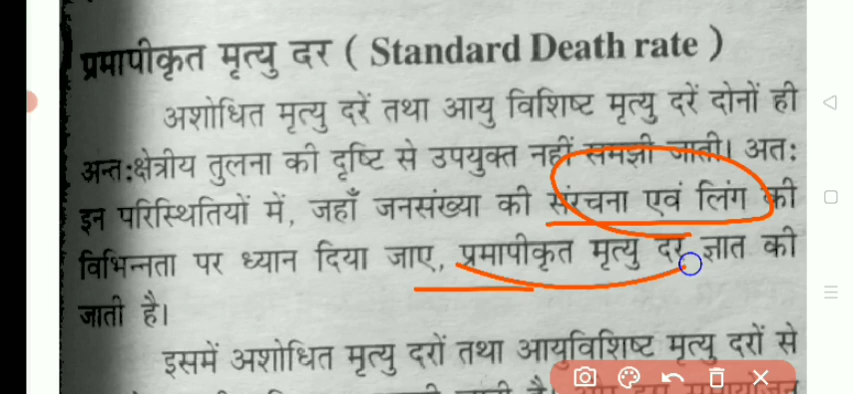 प्रमापीकृत मृत्यु दर ( Standard Death rate )
अशोधित मृत्यु दरें तथा आयु विशिष्ट मृत्यु दरें दोनों ही
अन्त:क्षेत्रीय तुलना की दृष्टि से उपयुक्त नहीं समझी जाती। अत:
इन परिस्थितियों में, जहाँ जनसंख्या की संरचना एवं लिंग की
विभिन्नता पर ध्यान दिया जाए, प्रमापीकृत मृत्यु दर ज्ञात की
जाती है।
इसमें अशोधित मृत्यु दरों तथा आयुविशिष्ट मृत्यु दरों से